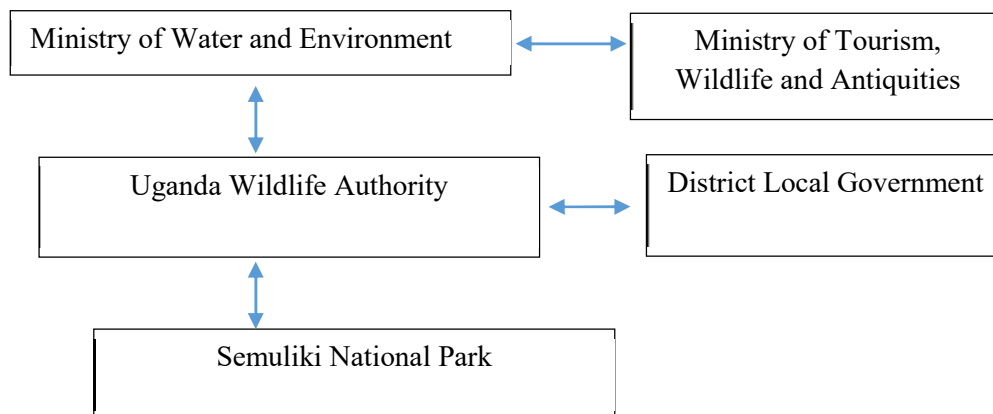 Ministry of Water and Environment
Ministry of Tourism,
Wildlife and Antiquities
Uganda Wildlife Authority
District Local Government
Semuliki National Park